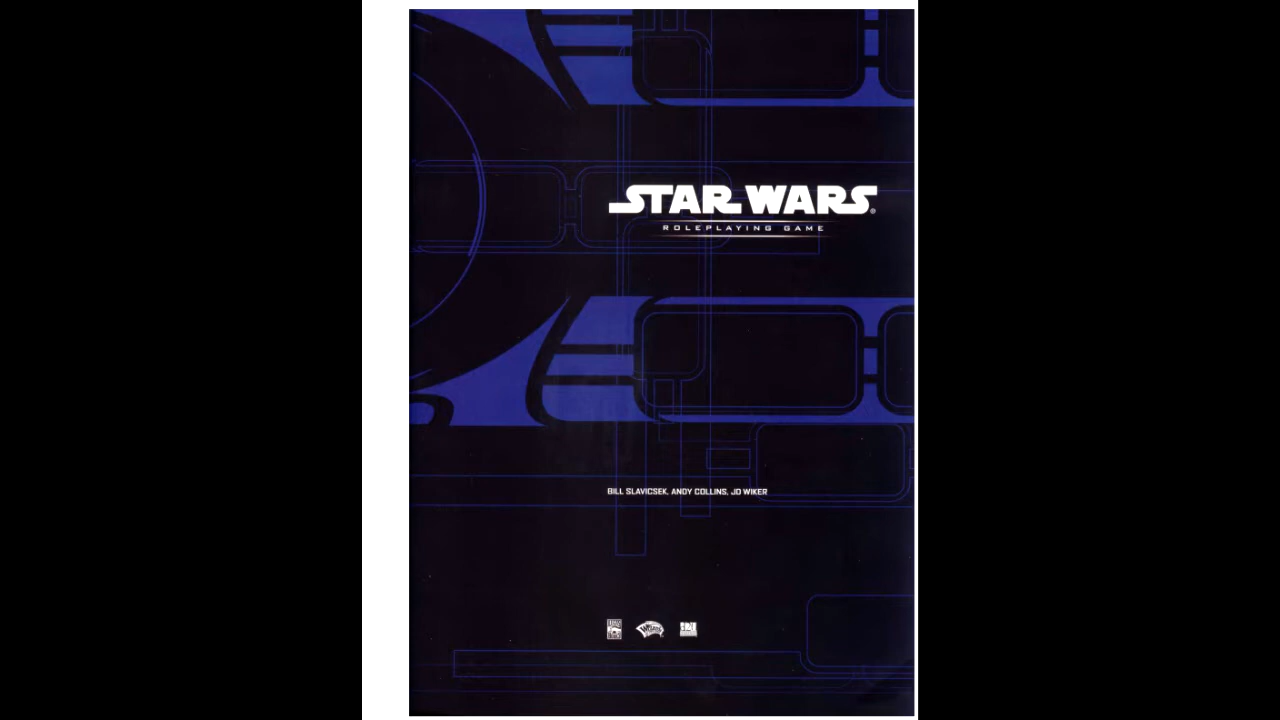 STAR WARS®
ROLEPLAYING GAME
BILL SLAVICSEK, ANDY COLLINS, JD WIKER